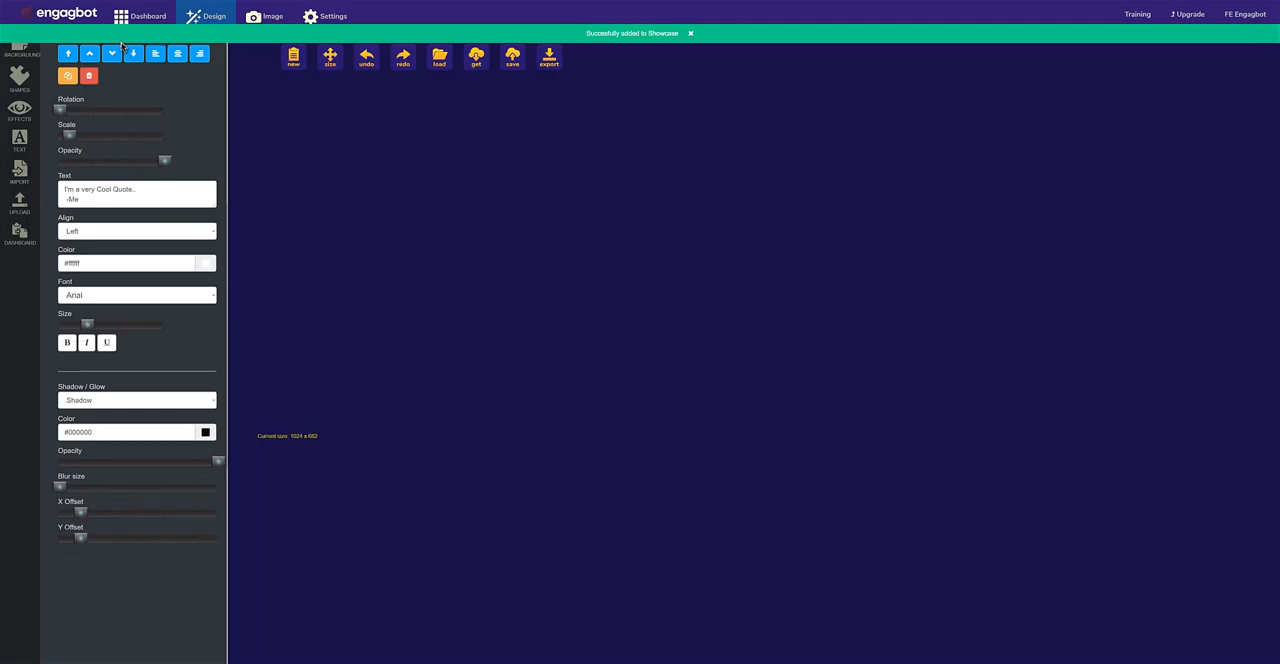 engagbot
Dashboard
Design
Image
Settings
Training
Upgrade
FE Engagbot
Succesfully added to Showcase
BACKGROUND
SHAPES
EFFECTS
TEXT
IMPORT
UPLOAD
DASHBOARD
new
size
undo
redo
load
get
save
export
Rotation
Scale
Opacity
Text
I'm a very Cool Quote..
-Me
Align
Left
Color
#ffffff
Font
Arial
Size
B I U
Shadow / Glow
Shadow
Color
#000000
Opacity
Blur size
X Offset
Y Offset
Current size: 1024 x 682